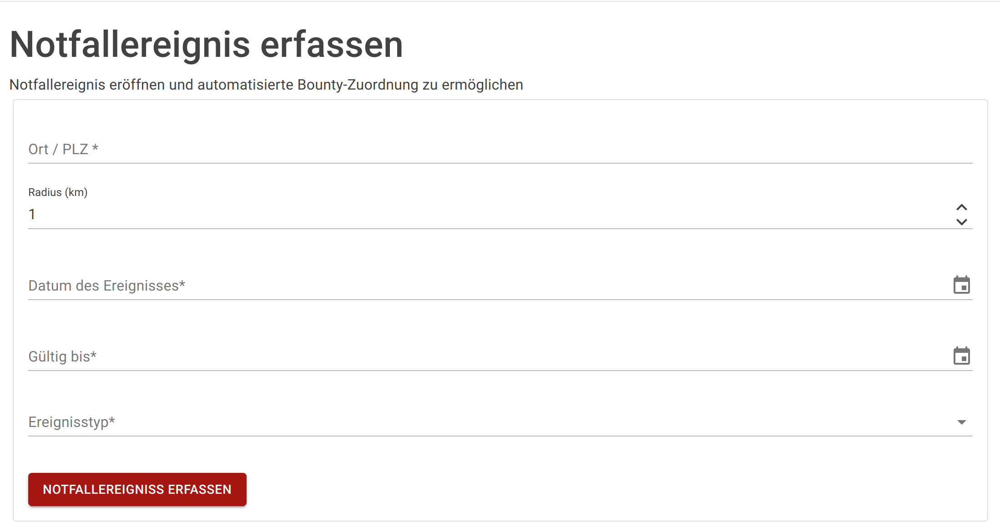 Notfallereignis erfassen
Notfallereignis eröffnen und automatisierte Bounty-Zuordnung zu ermöglichen
Ort / PLZ *
Radius (km)
1
Datum des Ereignisses*
Gültig bis*
Ereignisstyp*
NOTFALLEREIGNISS ERFASSEN